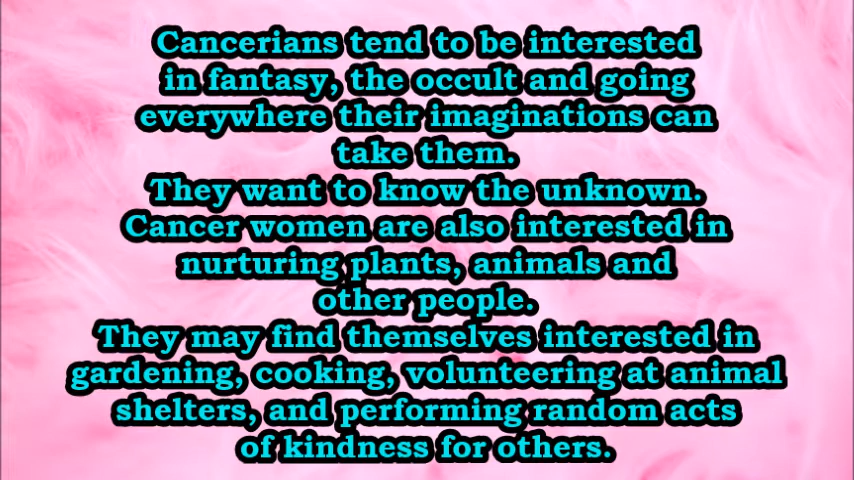 Cancerians tend to be interested
in fantasy, the occult and going
everywhere their imaginations can
take them.
They want to know the unknown.
Cancer women are also interested in
nurturing plants, animals and
other people.
They may find themselves interested in
gardening, cooking, volunteering at animal
shelters, and performing random acts
of kindness for others.